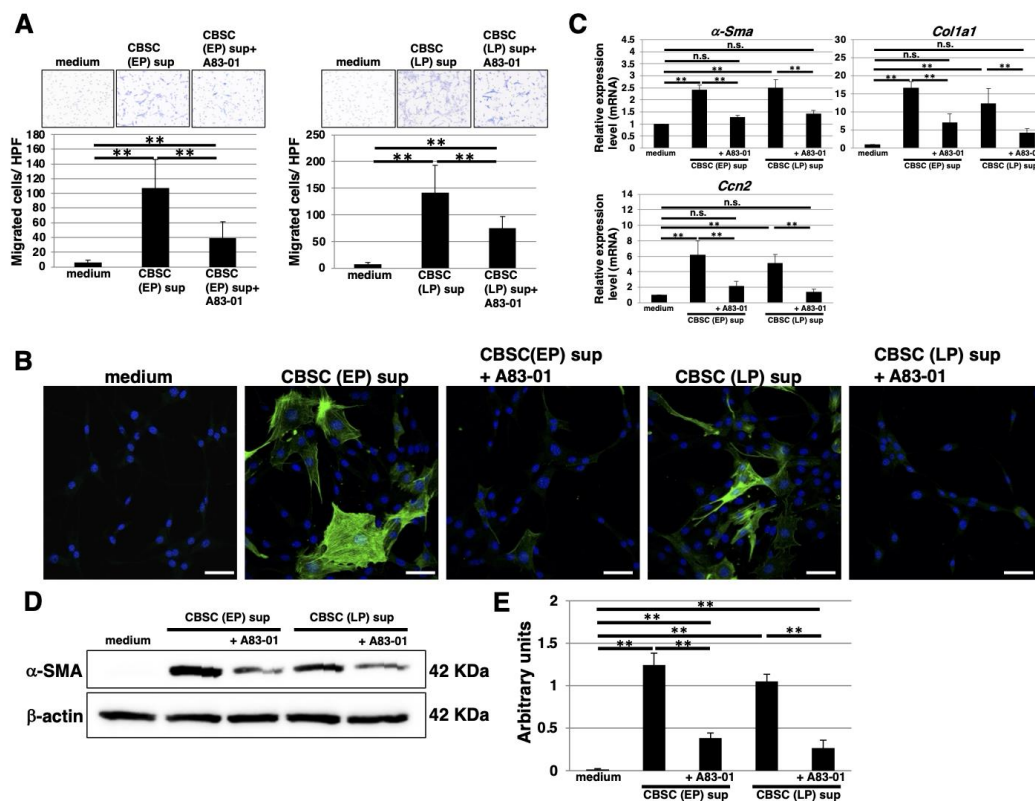 A
medium
CBSC
(EP) sup
CBSC
(EP) sup+
A83-01
Migrated cells/ HPF
180
160
140
120
100
80
60
40
20
0
**
**
**
medium
CBSC
(EP) sup
CBSC
(EP) sup+
A83-01
medium
CBSC
(LP) sup
CBSC
(LP) sup+
A83-01
Migrated cells/ HPF
250
200
150
100
50
0
**
**
**
medium
CBSC
(LP) sup
CBSC
(LP) sup+
A83-01
C
α-Sma
Relative expression
level (mRNA)
4.5
4
3.5
3
2.5
2
1.5
1
0.5
0
n.s.
n.s.
**
**
**
**
medium
+ A83-01
+ A83-01
CBSC (EP) sup
CBSC (LP) sup
Col1a1
30
25
20
15
10
5
0
n.s.
n.s.
**
**
**
**
medium
+ A83-01
+ A83-01
CBSC (EP) sup
CBSC (LP) sup
Ccn2
Relative expression
level (mRNA)
14
12
10
8
6
4
2
0
n.s.
n.s.
**
**
**
**
medium
+ A83-01
+ A83-01
CBSC (EP) sup
CBSC (LP) sup
B
medium
CBSC (EP) sup
CBSC(EP) sup
+ A83-01
CBSC (LP) sup
CBSC (LP) sup
+ A83-01
D
CBSC (EP) sup
CBSC (LP) sup
medium
+ A83-01
+ A83-01
α-SMA
42 KDa
β-actin
42 KDa
E
Arbitrary units
2
1.5
1
0.5
0
**
**
**
**
**
**
medium
+ A83-01
+ A83-01
CBSC (EP) sup
CBSC (LP) sup